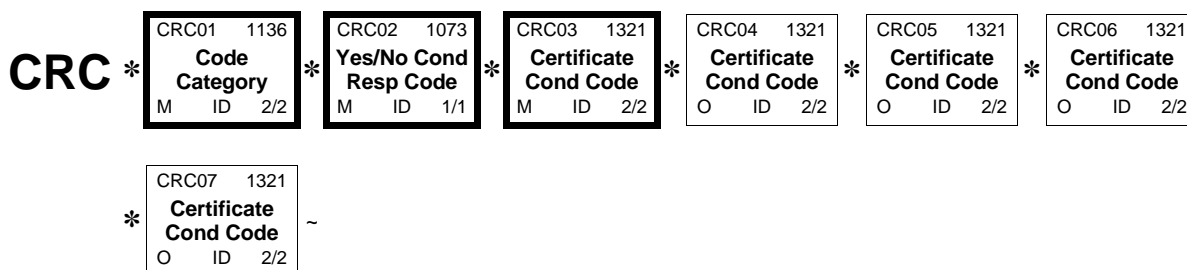 CRC01 1136 CRC02 1073 CRC03 1321 CRC04 1321 CRC05 1321 CRC06 1321
CRC * Code Category * Yes/No Cond Resp Code * Certificate Cond Code * Certificate Cond Code * Certificate Cond Code * Certificate Cond Code
M ID 2/2 M ID 1/1 M ID 2/2 O ID 2/2 O ID 2/2 O ID 2/2
CRC07 1321
* Certificate Cond Code ~
O ID 2/2